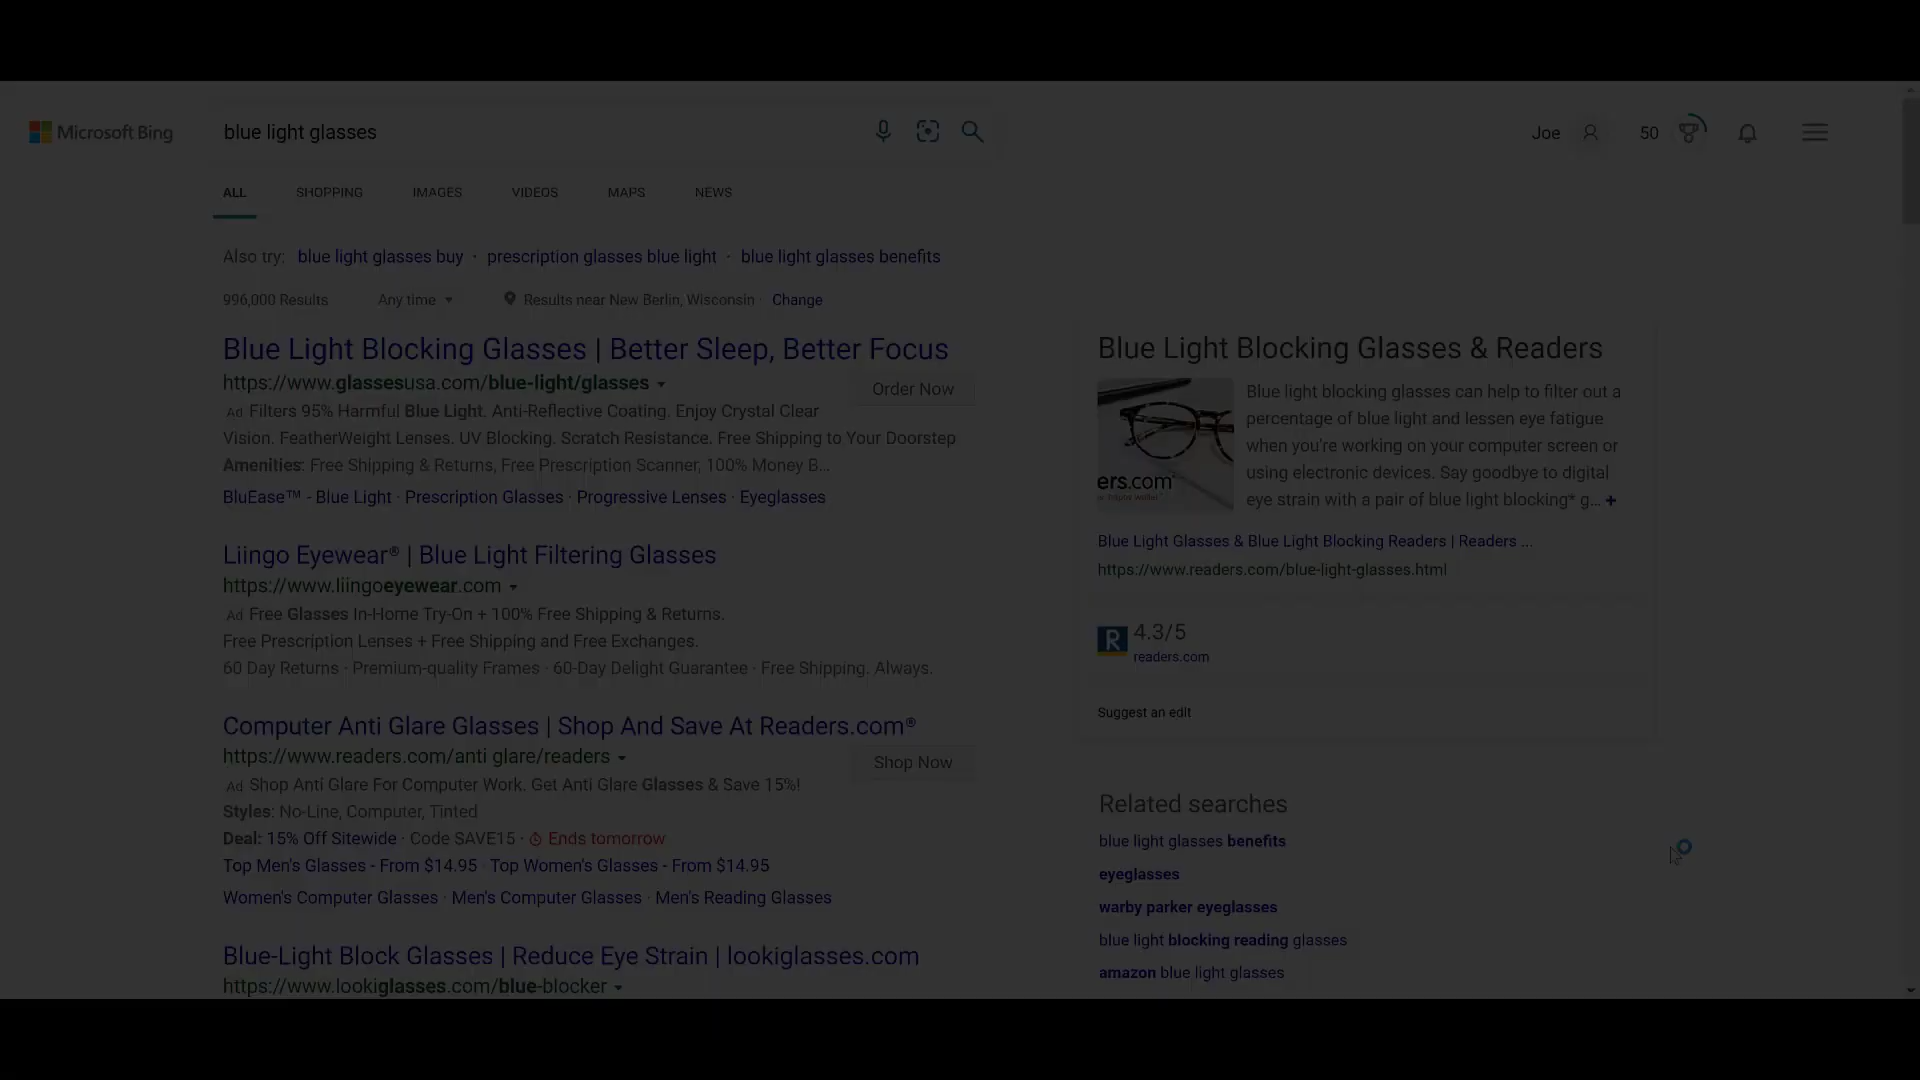 Microsoft Bing
blue light glasses
Joe
50
ALL
SHOPPING
IMAGES
VIDEOS
MAPS
NEWS
Also try: blue light glasses buy · prescription glasses blue light · blue light glasses benefits
996,000 Results
Any time
Results near New Berlin, Wisconsin · Change
Blue Light Blocking Glasses | Better Sleep, Better Focus
https://www.glassesusa.com/blue-light/glasses
Order Now
Ad Filters 95% Harmful Blue Light. Anti-Reflective Coating. Enjoy Crystal Clear
Vision. FeatherWeight Lenses. UV Blocking. Scratch Resistance. Free Shipping to Your Doorstep
Amenities: Free Shipping & Returns, Free Prescription Scanner, 100% Money B...
BluEase™ - Blue Light · Prescription Glasses · Progressive Lenses · Eyeglasses
Liingo Eyewear® | Blue Light Filtering Glasses
https://www.liingoeyewear.com
Ad Free Glasses In-Home Try-On + 100% Free Shipping & Returns.
Free Prescription Lenses + Free Shipping and Free Exchanges.
60 Day Returns · Premium-quality Frames · 60-Day Delight Guarantee · Free Shipping. Always.
Computer Anti Glare Glasses | Shop And Save At Readers.com®
https://www.readers.com/anti glare/readers
Shop Now
Ad Shop Anti Glare For Computer Work. Get Anti Glare Glasses & Save 15%!
Styles: No-Line, Computer, Tinted
Deal: 15% Off Sitewide · Code SAVE15 · Ends tomorrow
Top Men's Glasses - From $14.95 · Top Women's Glasses - From $14.95
Women's Computer Glasses · Men's Computer Glasses · Men's Reading Glasses
Blue-Light Block Glasses | Reduce Eye Strain | lookiglasses.com
https://www.lookiglasses.com/blue-blocker
Blue Light Blocking Glasses & Readers
ers.com
Blue light blocking glasses can help to filter out a
percentage of blue light and lessen eye fatigue
when you're working on your computer screen or
using electronic devices. Say goodbye to digital
eye strain with a pair of blue light blocking* g... +
Blue Light Glasses & Blue Light Blocking Readers | Readers ...
https://www.readers.com/blue-light-glasses.html
R
4.3/5
readers.com
Suggest an edit
Related searches
blue light glasses benefits
eyeglasses
warby parker eyeglasses
blue light blocking reading glasses
amazon blue light glasses